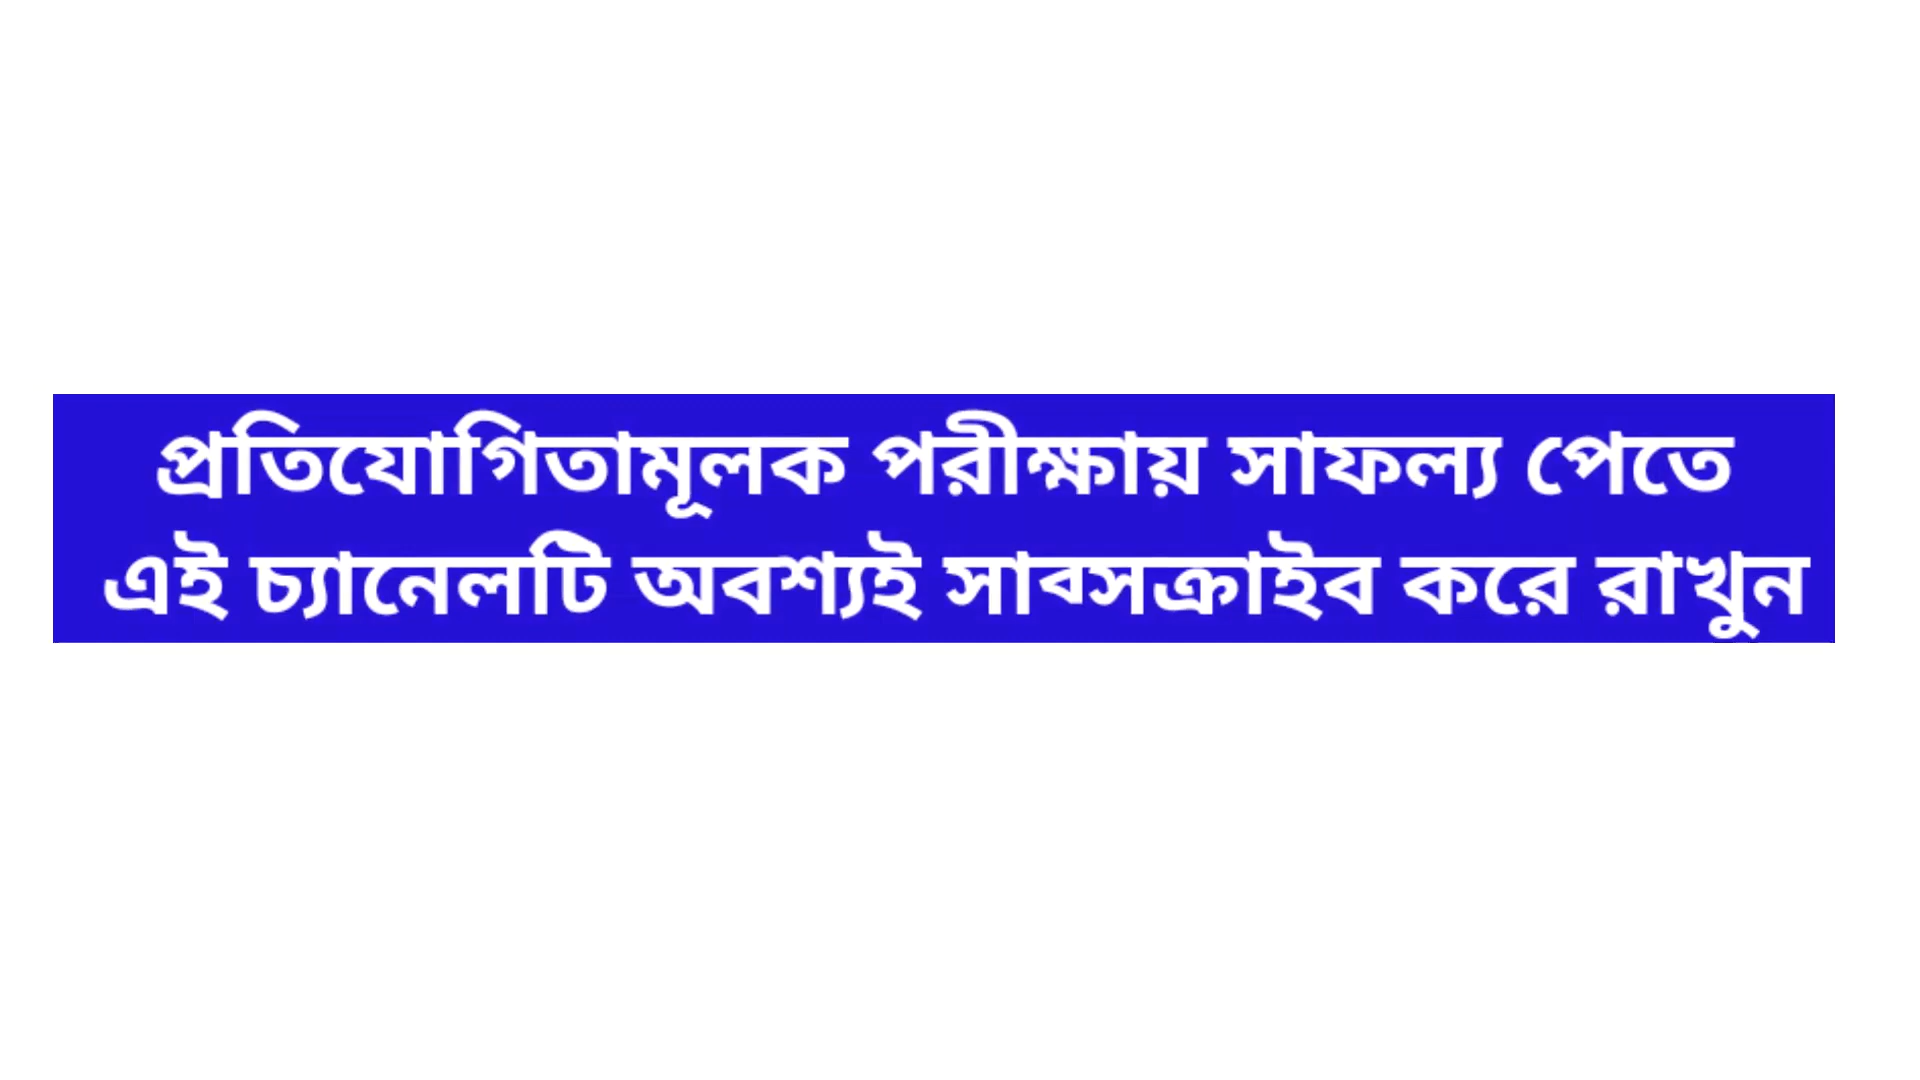 প্রতিযোগিতামূলক পরীক্ষায় সাফল্য পেতে
এই চ্যানেলটি অবশ্যই সাবসক্রাইব করে রাখুন